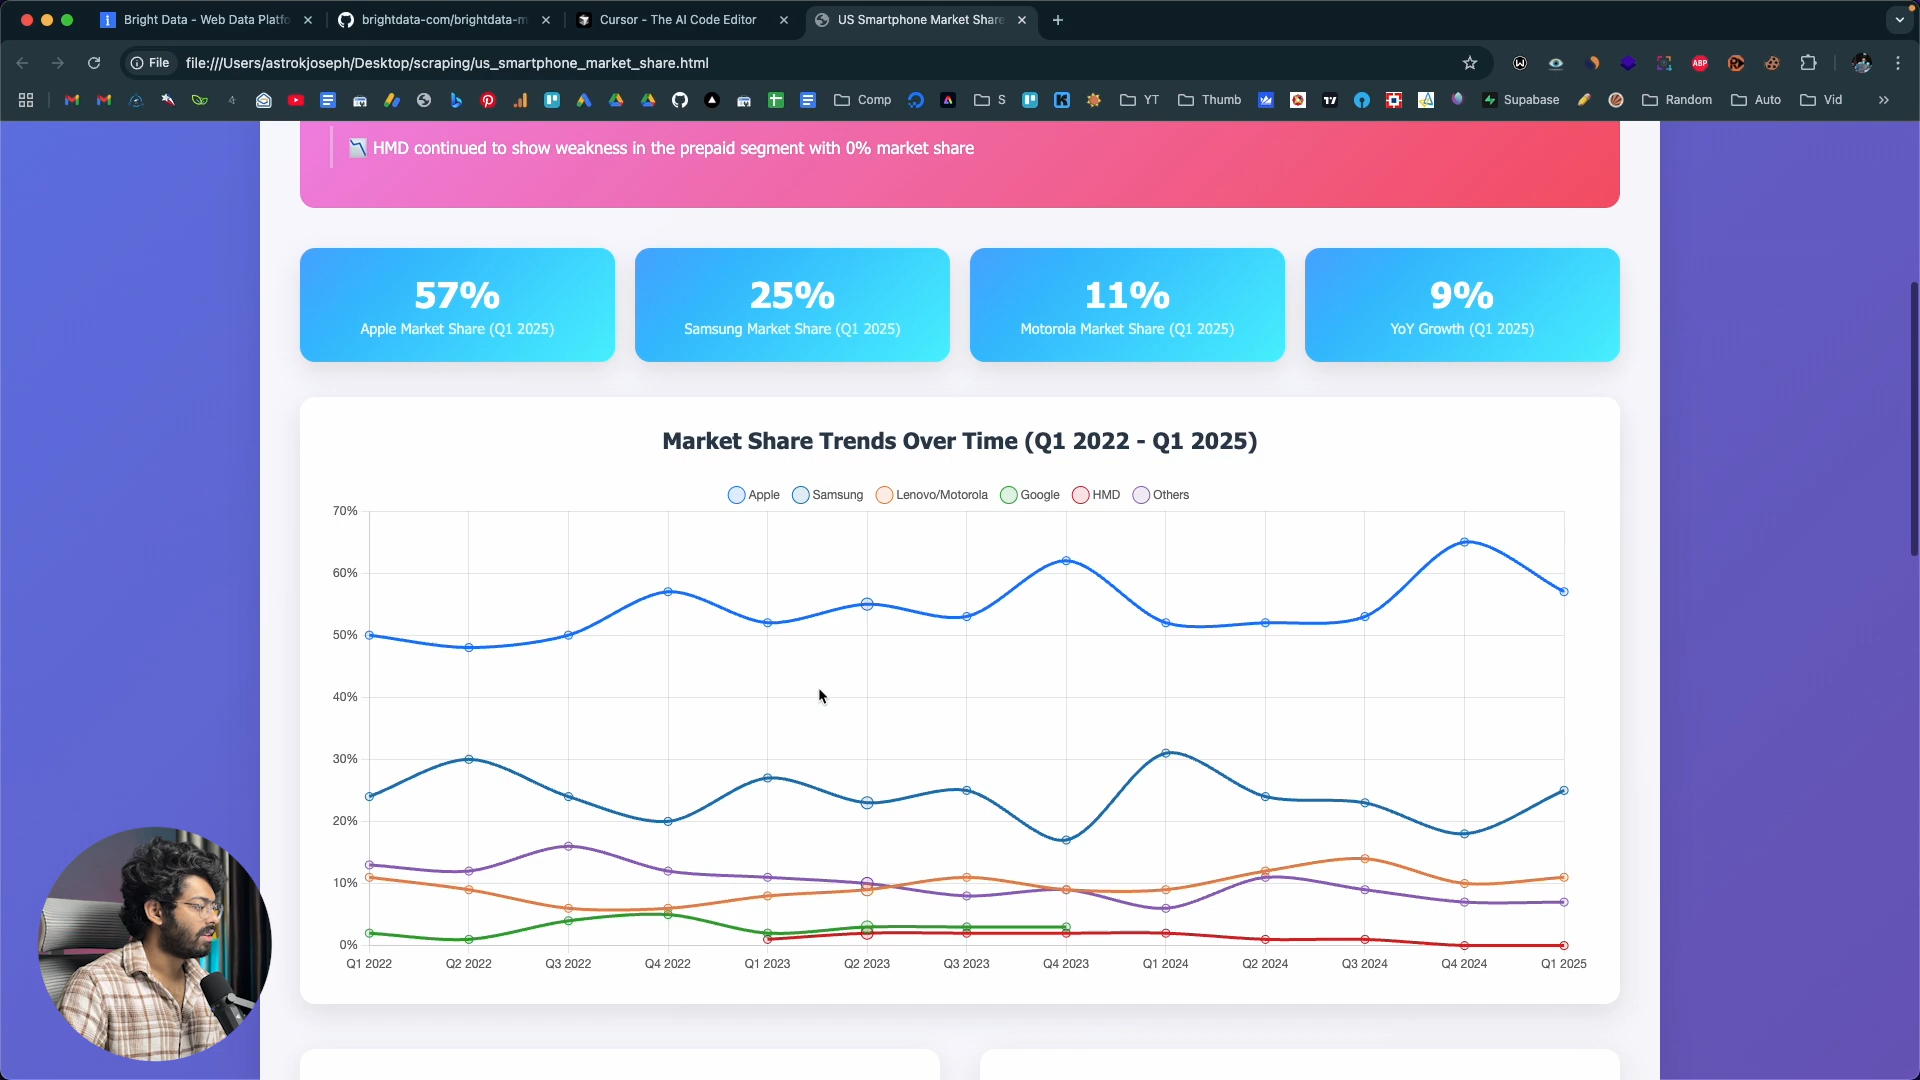 Bright Data - Web Data Platfo
brightdata-com/brightdata-m
Cursor - The AI Code Editor
US Smartphone Market Share
File
file:///Users/astrokjoseph/Desktop/scraping/us_smartphone_market_share.html
ABP
Comp
S
YT
Thumb
Supabase
Random
Auto
Vid
HMD continued to show weakness in the prepaid segment with 0% market share
57%
Apple Market Share (Q1 2025)
25%
Samsung Market Share (Q1 2025)
11%
Motorola Market Share (Q1 2025)
9%
YoY Growth (Q1 2025)
Market Share Trends Over Time (Q1 2022 - Q1 2025)
Apple Samsung Lenovo/Motorola Google HMD Others
70%
60%
50%
40%
30%
20%
10%
0%
Q1 2022 Q2 2022 Q3 2022 Q4 2022 Q1 2023 Q2 2023 Q3 2023 Q4 2023 Q1 2024 Q2 2024 Q3 2024 Q4 2024 Q1 2025